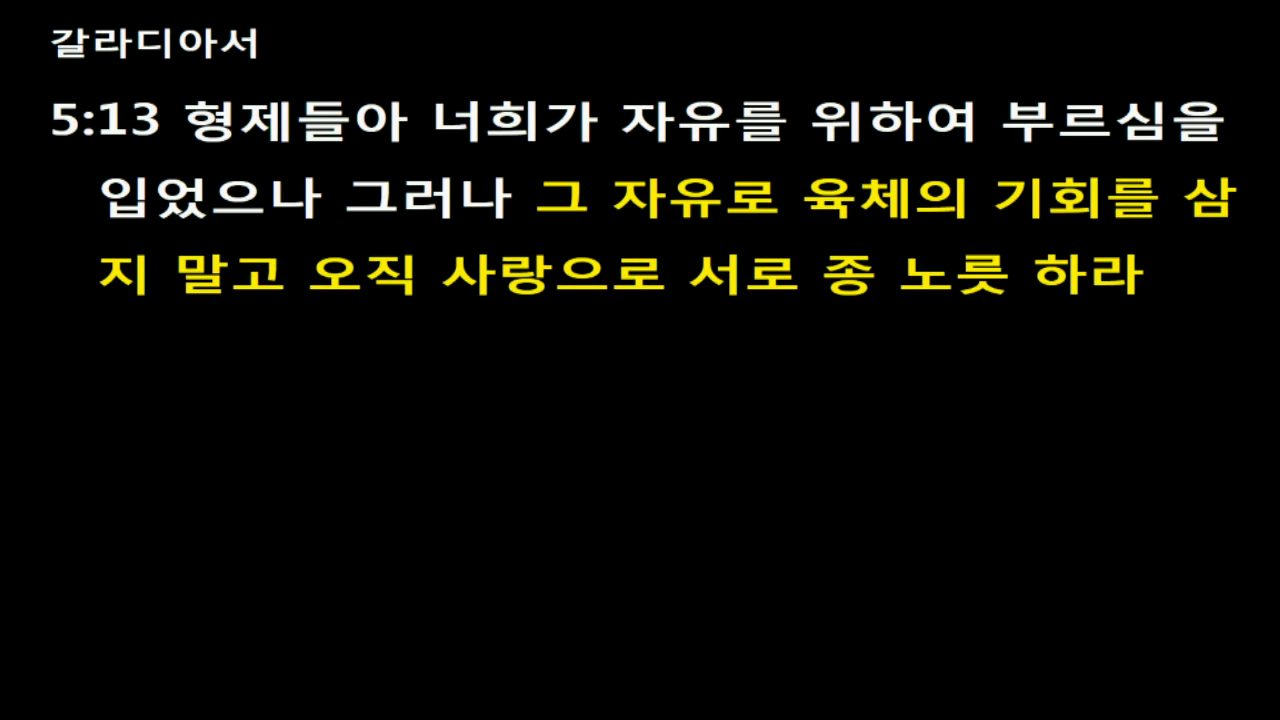 갈라디아서
5:13 형제들아 너희가 자유를 위하여 부르심을
입었으나 그러나 그 자유로 육체의 기회를 삼
지 말고 오직 사랑으로 서로 종 노릇 하라